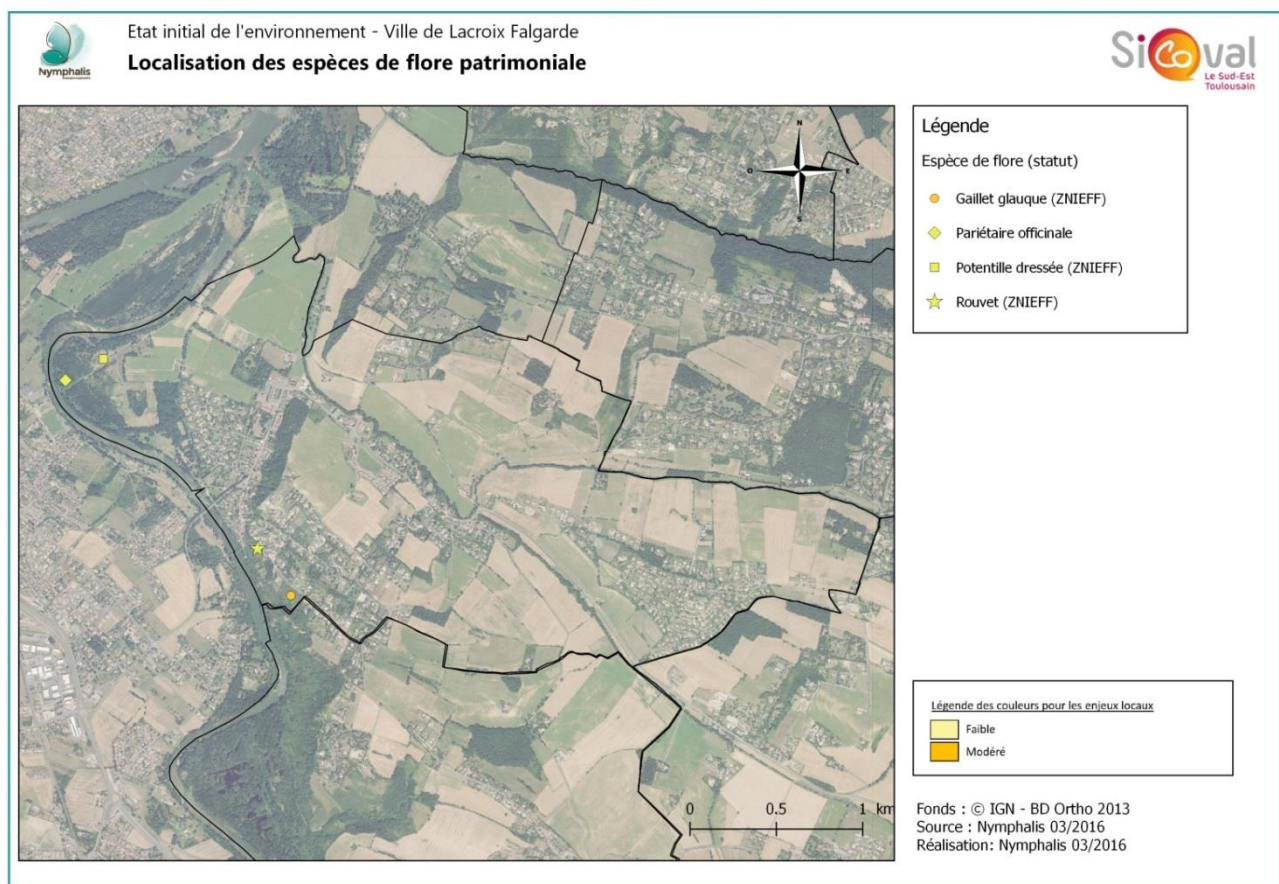 Etat initial de l'environnement - Ville de Lacroix Falgarde
Localisation des espèces de flore patrimoniale
Nymphalis
SiCoval
Le Sud-Est
Toulousain
N
O
E
S
Légende
Espèce de flore (statut)
Gaillet glauque (ZNIEFF)
Pariétaire officinale
Potentille dressée (ZNIEFF)
Rouvet (ZNIEFF)
Légende des couleurs pour les enjeux locaux
Faible
Modéré
0 0.5 1 km
Fonds : © IGN - BD Ortho 2013
Source : Nymphalis 03/2016
Réalisation: Nymphalis 03/2016